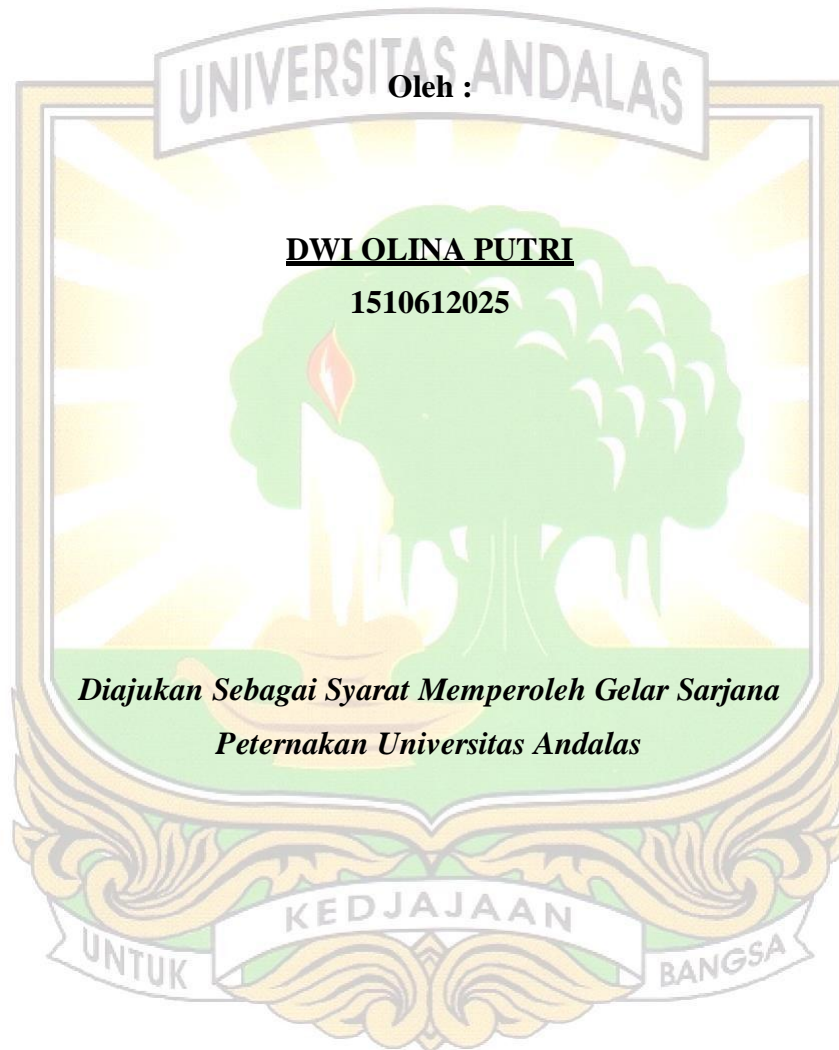 UNIVERSITAS ANDALAS
Oleh :
DWI OLINA PUTRI
1510612025
Diajukan Sebagai Syarat Memperoleh Gelar Sarjana
Peternakan Universitas Andalas
UNTUK KEDJAJAAN BANGSA